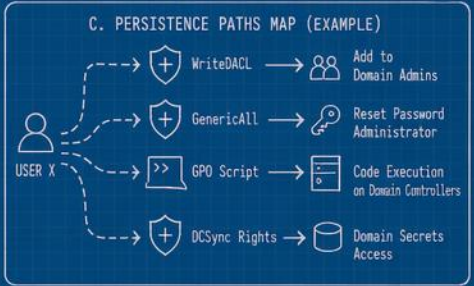 C. PERSISTENCE PATHS MAP (EXAMPLE)
USER X
WriteDACL
Add to
Domain Admins
GenericAll
Reset Password
Administrator
>> GPO Script
Code Execution
on Domain Controllers
DCSync Rights
Domain Secrets
Access